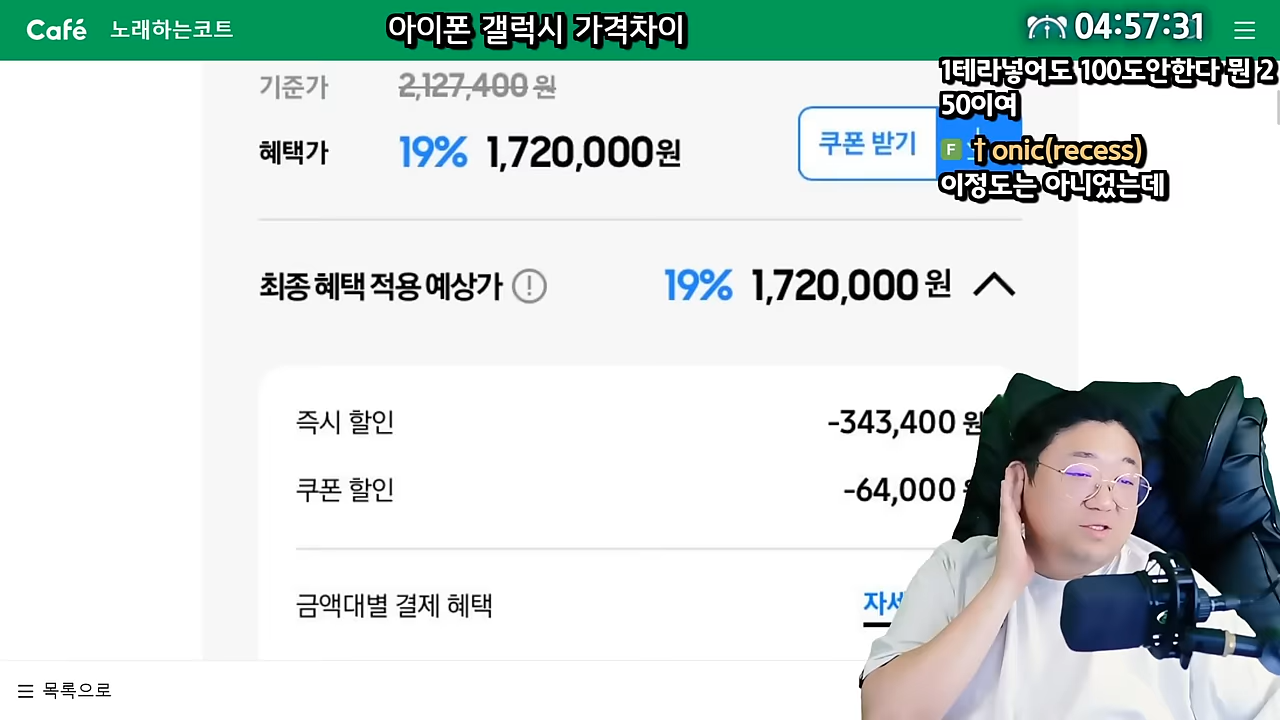 Café 노래하는코트
아이폰 갤럭시 가격차이
04:57:31
1테라넣어도 100도안한다 뭔 2
50이여
F †onic(recess)
이정도는 아니었는데
기준가 2,127,400 원
혜택가 19% 1,720,000원
쿠폰 받기
최종 혜택 적용 예상가 19% 1,720,000 원
즉시 할인 -343,400 원
쿠폰 할인 -64,000
금액대별 결제 혜택
목록으로